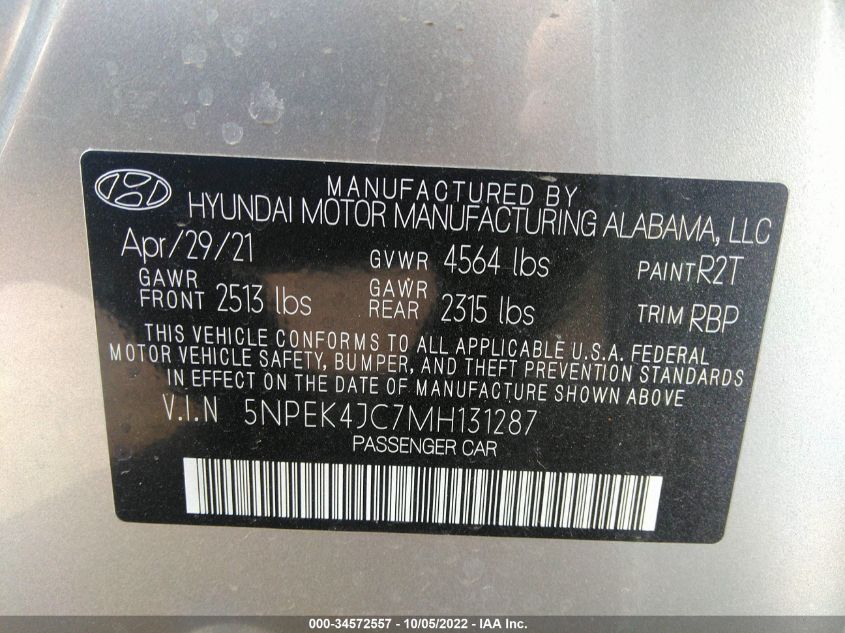 MANUFACTURED BY
HYUNDAI MOTOR MANUFACTURING ALABAMA, LLC
Apr/29/21 GVWR 4564 lbs PAINT R2T
GAWR FRONT 2513 lbs GAWR REAR 2315 lbs TRIM RBP
THIS VEHICLE CONFORMS TO ALL APPLICABLE U.S.A. FEDERAL
MOTOR VEHICLE SAFETY, BUMPER, AND THEFT PREVENTION STANDARDS
IN EFFECT ON THE DATE OF MANUFACTURE SHOWN ABOVE
V.I.N 5NPEK4JC7MH131287
PASSENGER CAR
000-34572557 - 10/05/2022 - IAA Inc.